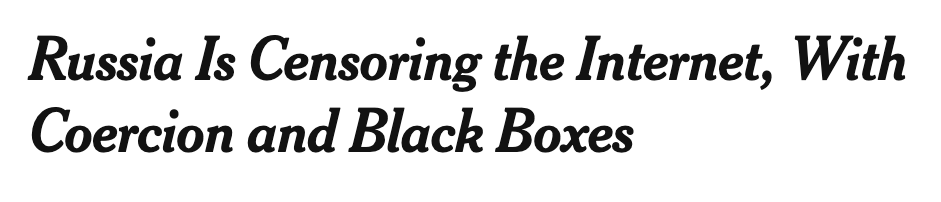 Russia Is Censoring the Internet, With
Coercion and Black Boxes